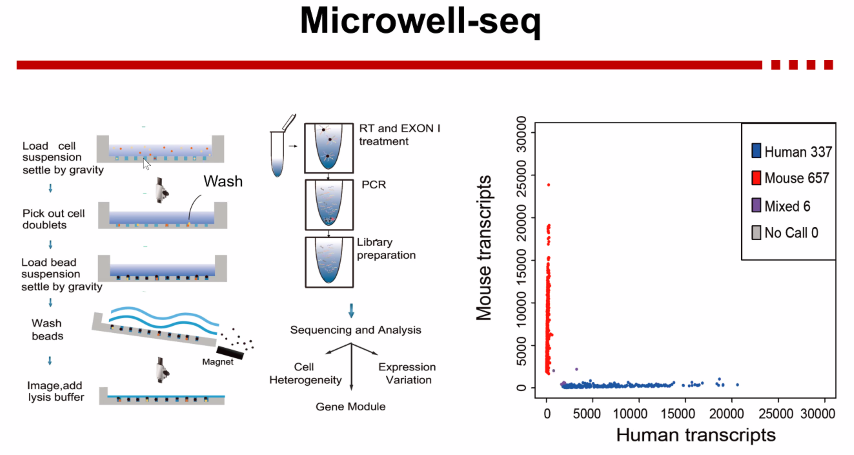 Microwell-seq
Load cell
suspension
settle by gravity
Wash
Pick out cell
doublets
Load bead
suspension
settle by gravity
Wash
beads
Magnet
Image,add
lysis buffer
RT and EXON I
treatment
PCR
Library
preparation
Sequencing and Analysis
Cell
Heterogeneity
Expression
Variation
Gene Module
Mouse transcripts
30000
25000
20000
15000
10000
5000
0
Human 337
Mouse 657
Mixed 6
No Call 0
0 5000 10000 15000 20000 25000 30000
Human transcripts